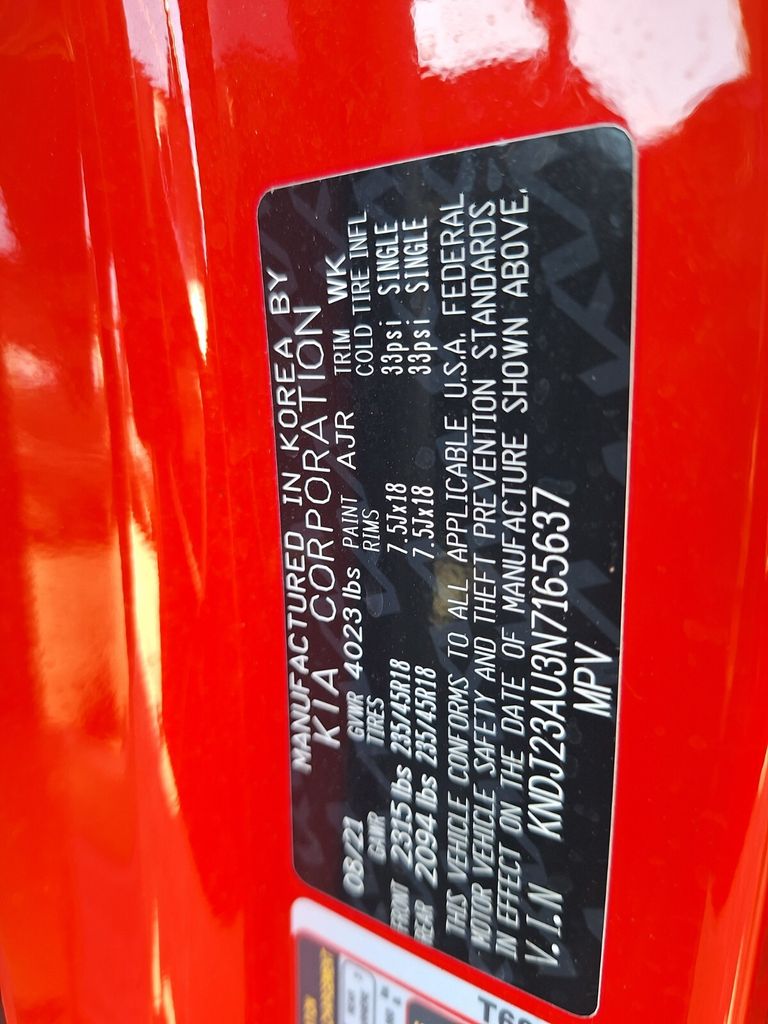 MANUFACTURED IN KOREA BY
KIA CORPORATION
08/21 GVWR 4023 lbs PAINT AJR TRIM WK
GAWR TIRES RIMS COLD TIRE INFL
FRONT 2315 lbs 235/45R18 7.5Jx18 33psi SINGLE
REAR 2094 lbs 235/45R18 7.5Jx18 33psi SINGLE
THIS VEHICLE CONFORMS TO ALL APPLICABLE U.S.A. FEDERAL
MOTOR VEHICLE SAFETY AND THEFT PREVENTION STANDARDS
IN EFFECT ON THE DATE OF MANUFACTURE SHOWN ABOVE.
V.I.N KNDJ23AU3N7165637
MPV